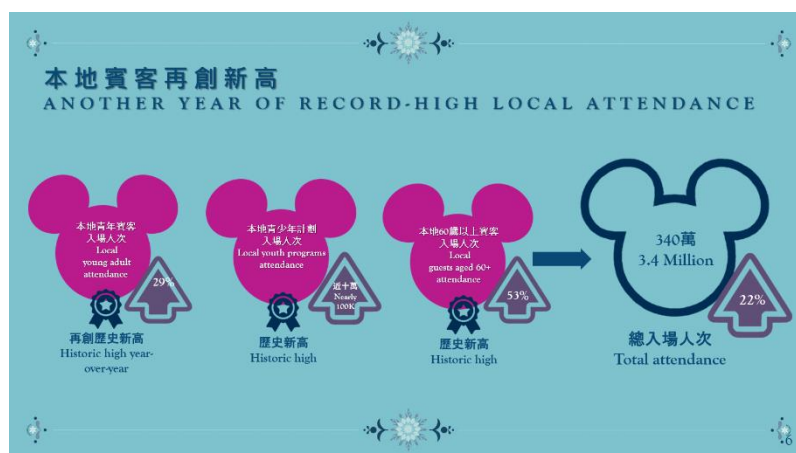 本地賓客再創新高
ANOTHER YEAR OF RECORD-HIGH LOCAL ATTENDANCE
本地青年賓客
入場人次
Local
young adult
attendance
29%
再創歷史新高
Historic high year-
over-year
本地青少年計劃
入場人次
Local youth programs
attendance
近十萬
Nearly
100K
歷史新高
Historic high
本地60歲以上賓客
入場人次
Local
guests aged 60+
attendance
53%
歷史新高
Historic high
340萬
3.4 Million
22%
總入場人次
Total attendance
6